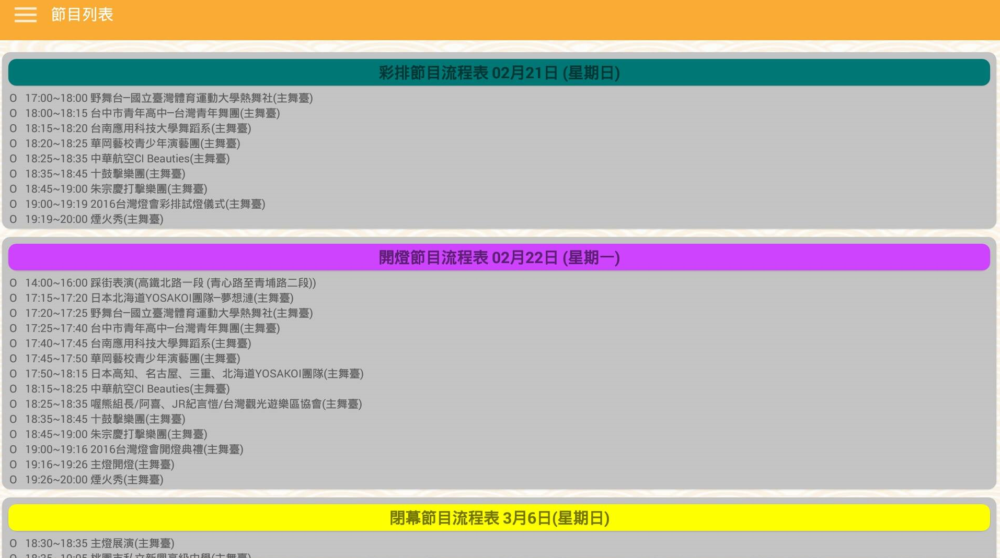 節目列表
彩排節目流程表 02月21日 (星期日)
O 17:00~18:00 野舞台─國立臺灣體育運動大學熱舞社(主舞臺)
O 18:00~18:15 台中市青年高中─台灣青年舞團(主舞臺)
O 18:15~18:20 台南應用科技大學舞蹈系(主舞臺)
O 18:20~18:25 華岡藝校青少年演藝團(主舞臺)
O 18:25~18:35 中華航空CI Beauties(主舞臺)
O 18:35~18:45 十鼓擊樂團(主舞臺)
O 18:45~19:00 朱宗慶打擊樂團(主舞臺)
O 19:00~19:19 2016台灣燈會彩排試燈儀式(主舞臺)
O 19:19~20:00 煙火秀(主舞臺)
開燈節目流程表 02月22日 (星期一)
O 14:00~16:00 踩街表演(高鐵北路一段 (青心路至青埔路二段))
O 17:15~17:20 日本北海道YOSAKOI團隊─夢想漣(主舞臺)
O 17:20~17:25 野舞台─國立臺灣體育運動大學熱舞社(主舞臺)
O 17:25~17:40 台中市青年高中─台灣青年舞團(主舞臺)
O 17:40~17:45 台南應用科技大學舞蹈系(主舞臺)
O 17:45~17:50 華岡藝校青少年演藝團(主舞臺)
O 17:50~18:15 日本高知、名古屋、三重、北海道YOSAKOI團隊(主舞臺)
O 18:15~18:25 中華航空CI Beauties(主舞臺)
O 18:25~18:35 喔熊組長/阿喜、JR紀言愷/台灣觀光遊樂區協會(主舞臺)
O 18:35~18:45 十鼓擊樂團(主舞臺)
O 18:45~19:00 朱宗慶打擊樂團(主舞臺)
O 19:00~19:16 2016台灣燈會開燈典禮(主舞臺)
O 19:16~19:26 主燈開燈(主舞臺)
O 19:26~20:00 煙火秀(主舞臺)
閉幕節目流程表 3月6日(星期日)
O 18:30~18:35 主燈展演(主舞臺)
O 18:35~19:05 桃園市私立新興高級中學(主舞臺)